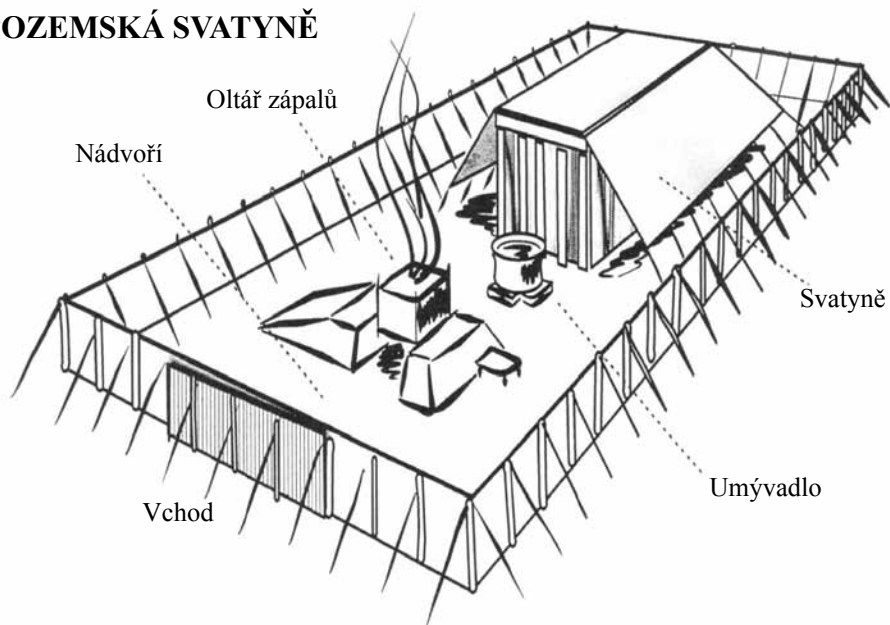 OZEMSKÁ SVATYNĚ
Oltář zápalů
Nádvoří
Svatyně
Umývadlo
Vchod